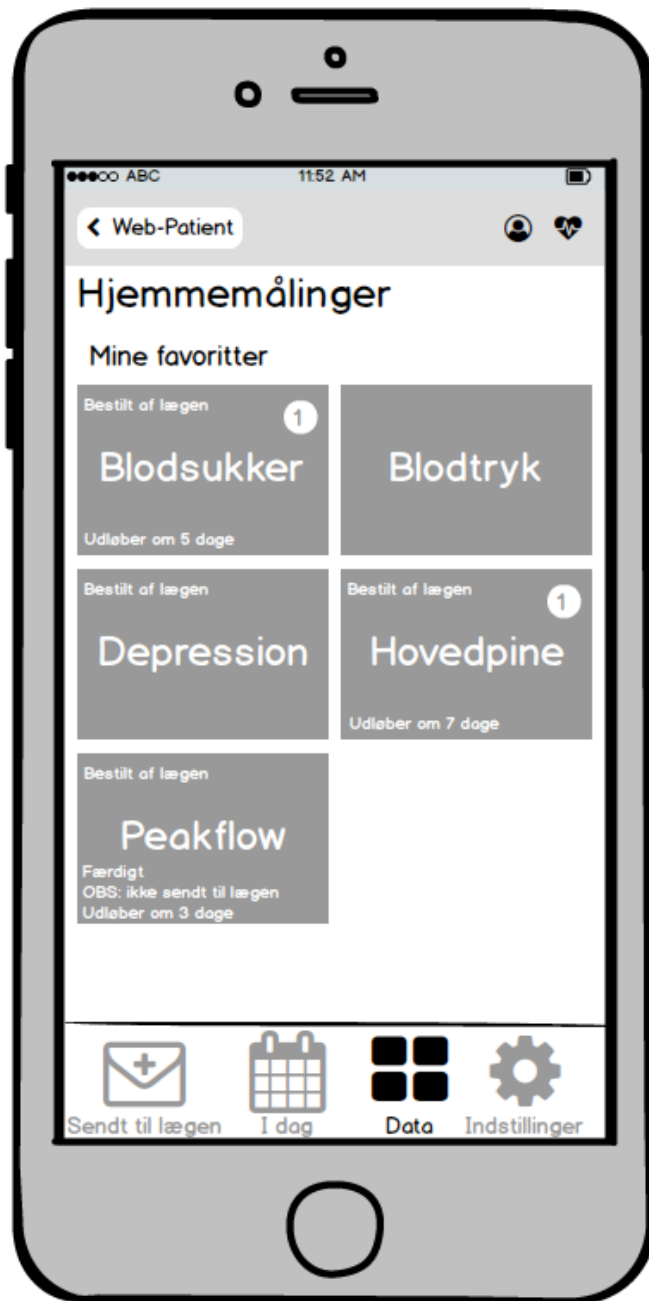 ABC 11:52 AM
Web-Patient
Hjemmemålinger
Mine favoritter
Bestilt af lægen
1
Blodsukker
Udløber om 5 dage
Blodtryk
Bestilt af lægen
Depression
Bestilt af lægen
1
Hovedpine
Udløber om 7 dage
Bestilt af lægen
Peakflow
Færdigt
OBS: ikke sendt til lægen
Udløber om 3 dage
Sendt til lægen
I dag
Data
Indstillinger